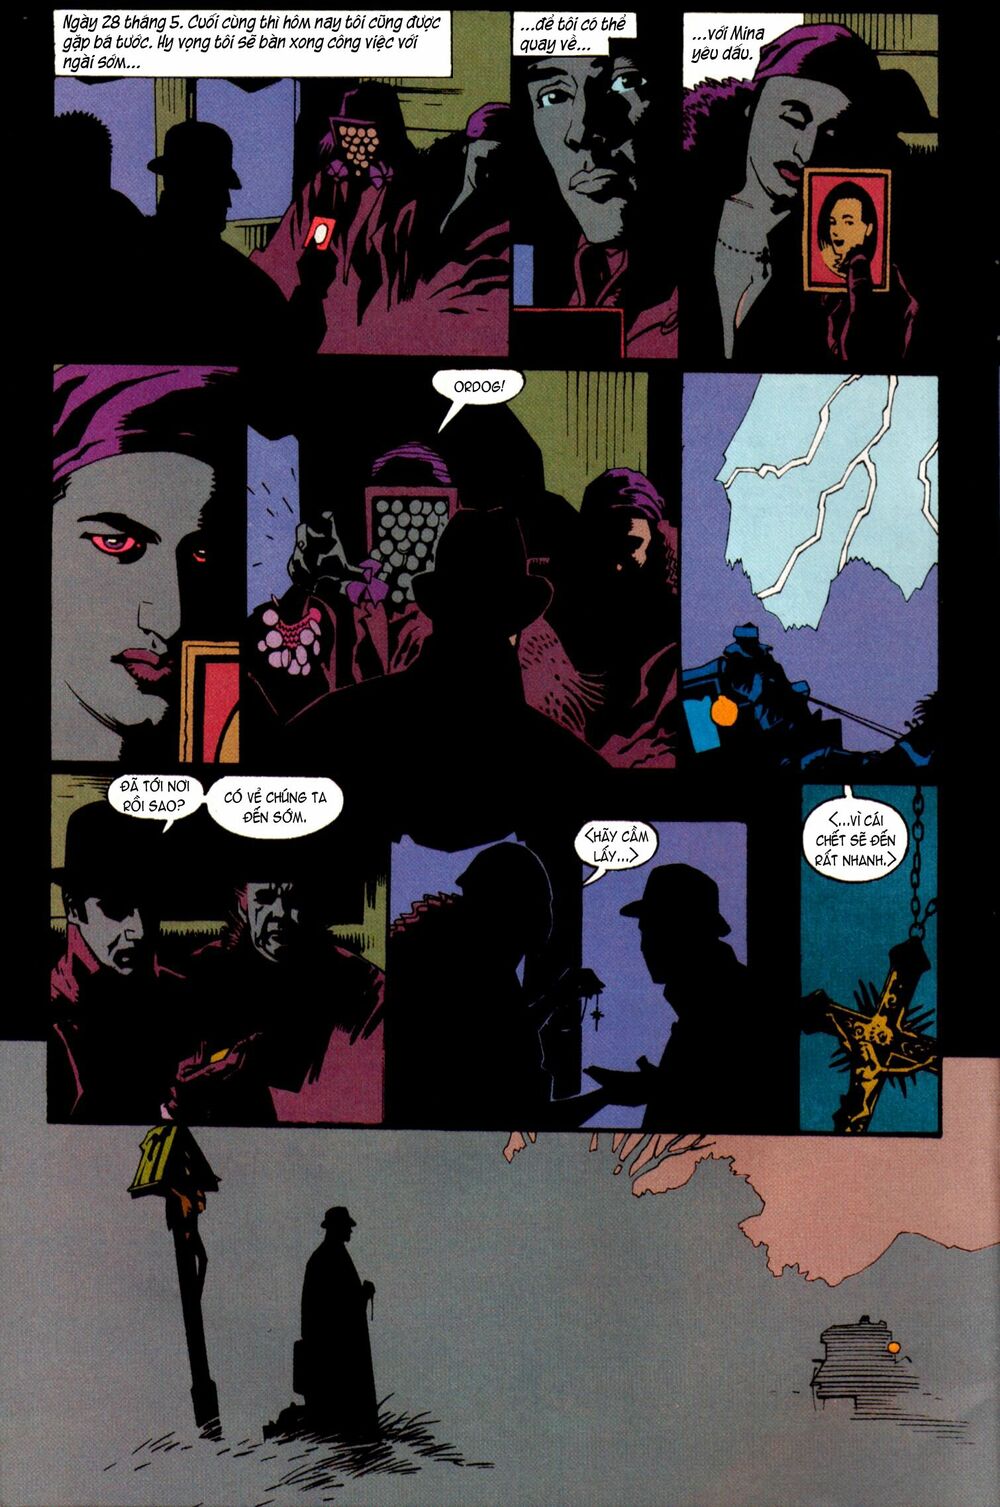 Ngày 28 tháng 5. Cuối cùng thì hôm nay tôi cũng được
gặp bá tước. Hy vọng tôi sẽ bàn xong công việc với
ngài sớm...
...để tôi có thể
quay về...
...với Mina
yêu dấu.
ORDOG!
ĐÃ TỚI NƠI
RỒI SAO?
CÓ VẺ CHÚNG TA
ĐẾN SỚM.
<HÃY CẦM
LẤY...>
<...VÌ CÁI
CHẾT SẼ ĐẾN
RẤT NHANH.>